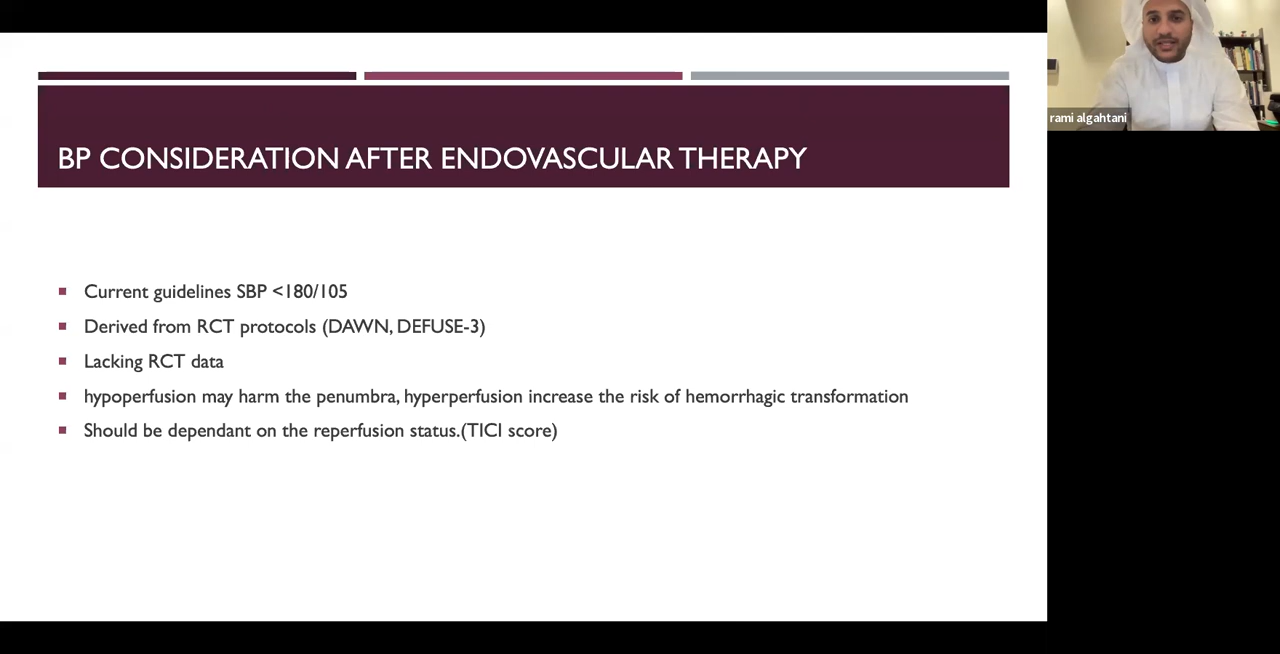 BP CONSIDERATION AFTER ENDOVASCULAR THERAPY
Current guidelines SBP <180/105
Derived from RCT protocols (DAWN, DEFUSE-3)
Lacking RCT data
hypoperfusion may harm the penumbra, hyperperfusion increase the risk of hemorrhagic transformation
Should be dependant on the reperfusion status.(TICI score)
rami algahtani